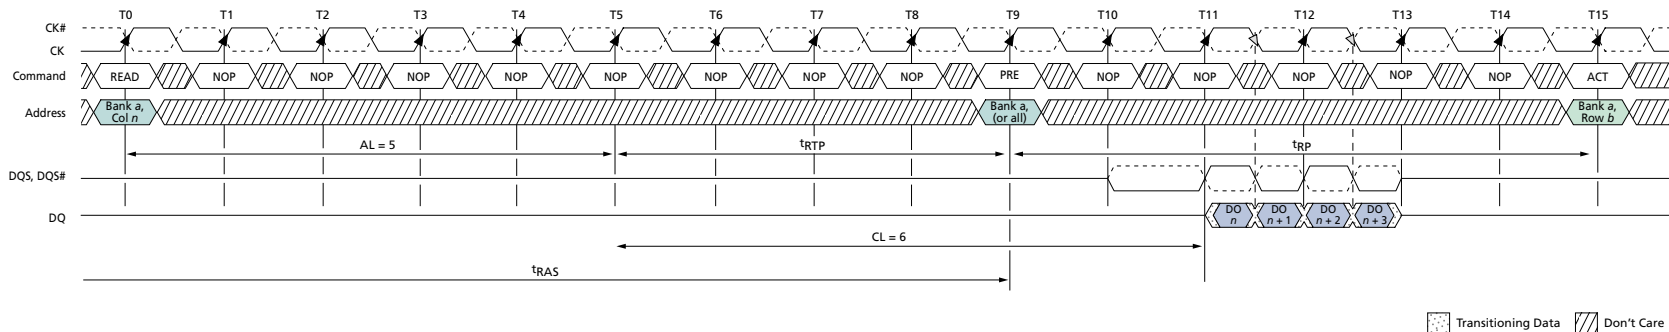 T0 T1 T2 T3 T4 T5 T6 T7 T8 T9 T10 T11 T12 T13 T14 T15
CK#
CK
Command READ NOP NOP NOP NOP NOP NOP NOP NOP PRE NOP NOP NOP NOP NOP ACT
Address Bank a, Col n Bank a, (or all) Bank a, Row b
AL = 5 tRTP tRP
DQS, DQS#
DQ DO n DO n + 1 DO n + 2 DO n + 3
CL = 6
tRAS
Transitioning Data Don't Care